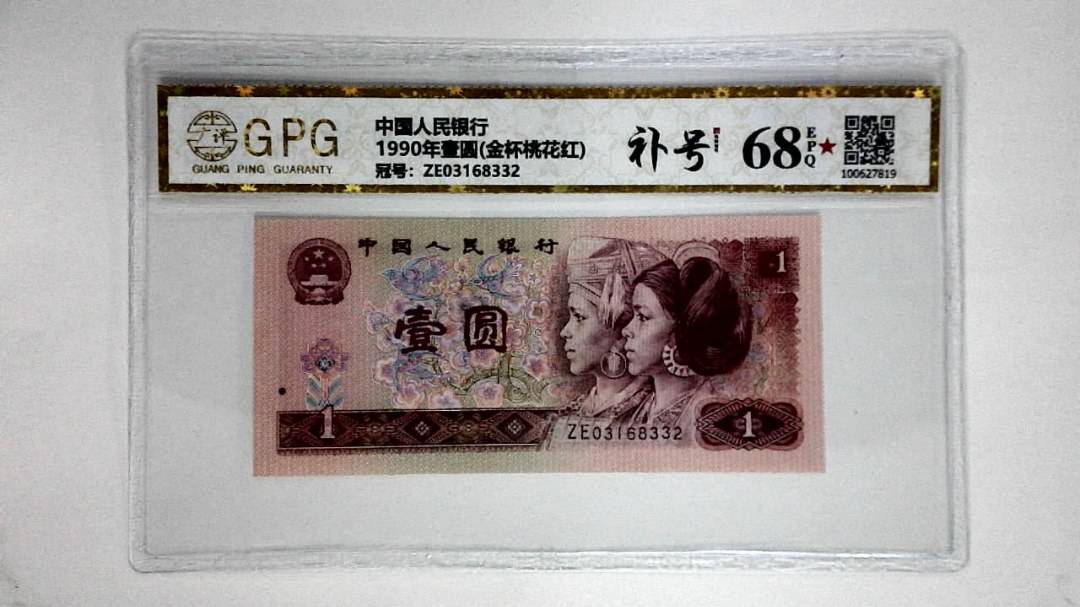 广评
GPG
GUANG PING GUARANTY
中国人民银行
1990年壹圆(金杯桃花红)
冠号：ZE03168332
补号
68
EPQ
100627819
中国人民银行
1
壹圆
1
ZE03168332
1